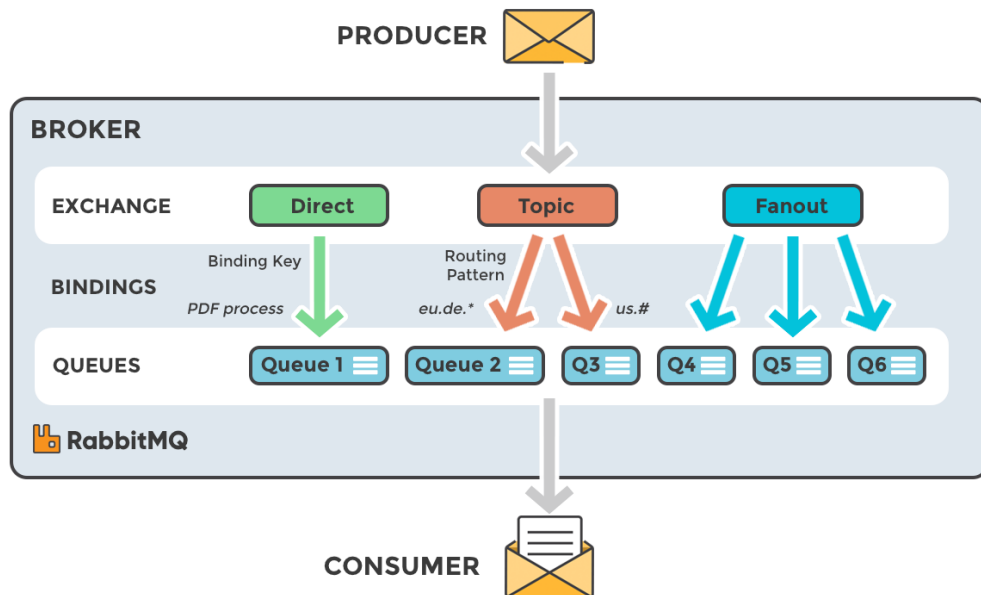 PRODUCER
BROKER
EXCHANGE
Direct
Topic
Fanout
Binding Key
Routing
Pattern
BINDINGS
PDF process
eu.de.*
us.#
QUEUES
Queue 1
Queue 2
Q3
Q4
Q5
Q6
RabbitMQ
CONSUMER